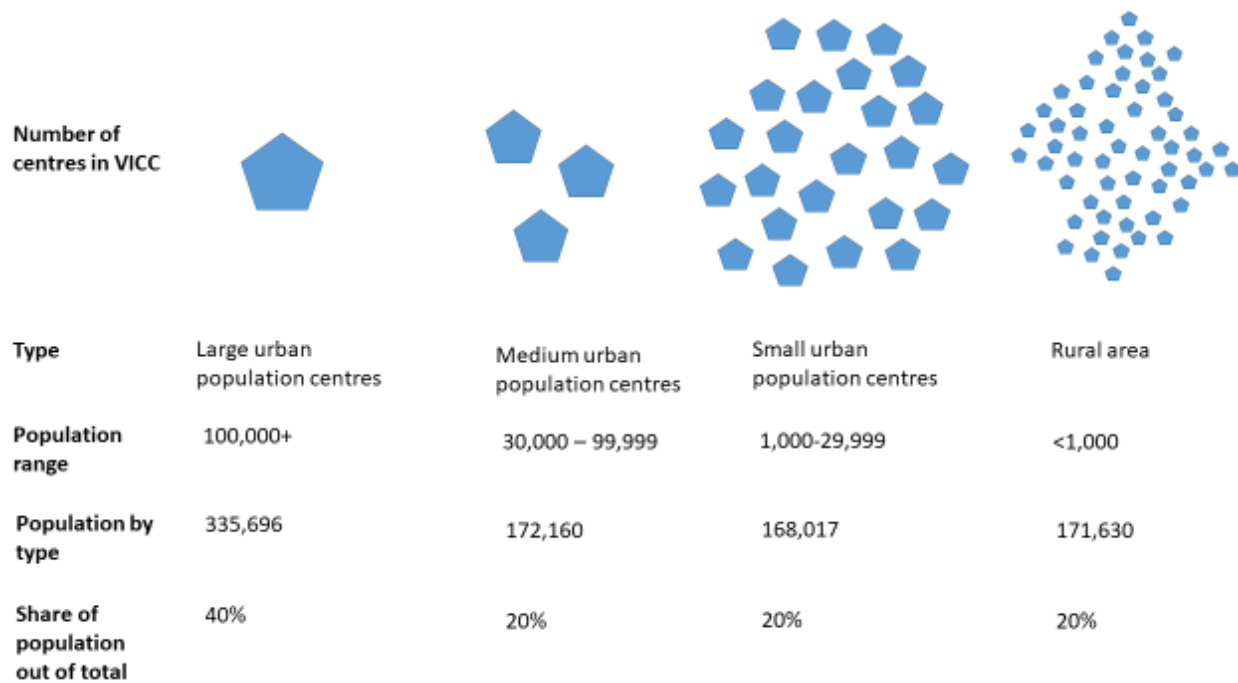 Number of
centres in VICC
Type
Large urban
population centres
Medium urban
population centres
Small urban
population centres
Rural area
Population
range
100,000+
30,000 – 99,999
1,000-29,999
<1,000
Population by
type
335,696
172,160
168,017
171,630
Share of
population
out of total
40%
20%
20%
20%